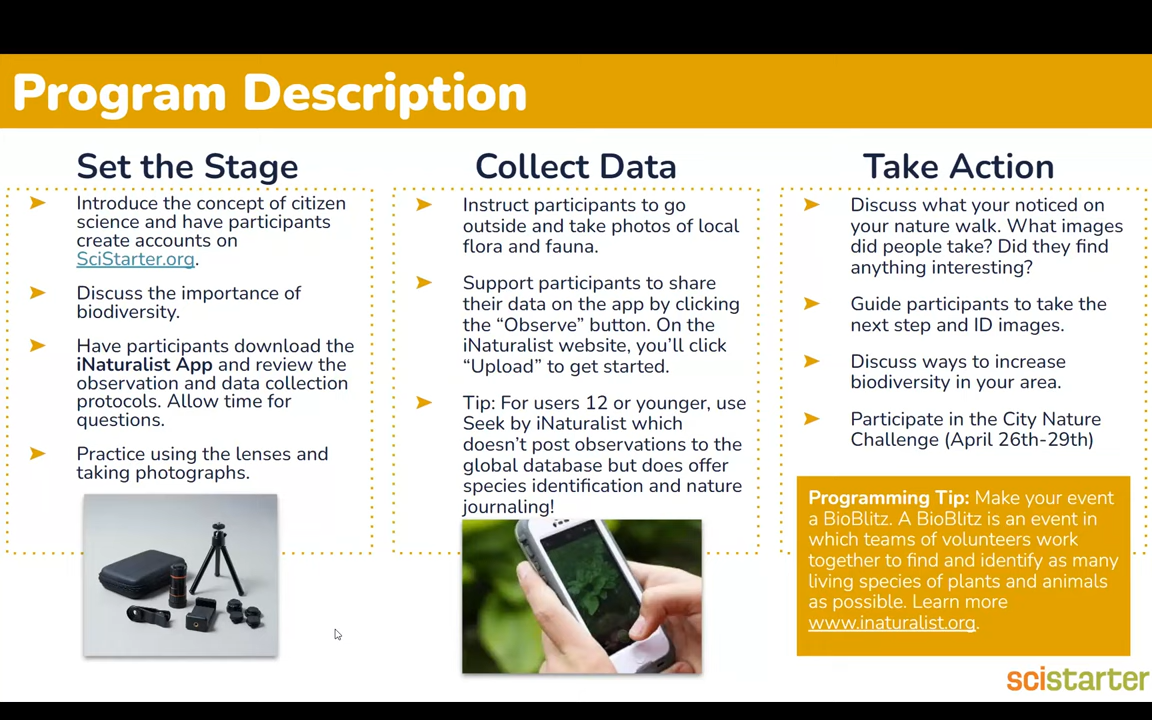 Program Description
Set the Stage
Introduce the concept of citizen
science and have participants
create accounts on
SciStarter.org.
Discuss the importance of
biodiversity.
Have participants download the
iNaturalist App and review the
observation and data collection
protocols. Allow time for
questions.
Practice using the lenses and
taking photographs.
Collect Data
Instruct participants to go
outside and take photos of local
flora and fauna.
Support participants to share
their data on the app by clicking
the “Observe” button. On the
iNaturalist website, you’ll click
“Upload” to get started.
Tip: For users 12 or younger, use
Seek by iNaturalist which
doesn’t post observations to the
global database but does offer
species identification and nature
journaling!
Take Action
Discuss what your noticed on
your nature walk. What images
did people take? Did they find
anything interesting?
Guide participants to take the
next step and ID images.
Discuss ways to increase
biodiversity in your area.
Participate in the City Nature
Challenge (April 26th-29th)
Programming Tip: Make your event
a BioBlitz. A BioBlitz is an event in
which teams of volunteers work
together to find and identify as many
living species of plants and animals
as possible. Learn more
www.inaturalist.org.
scistarter